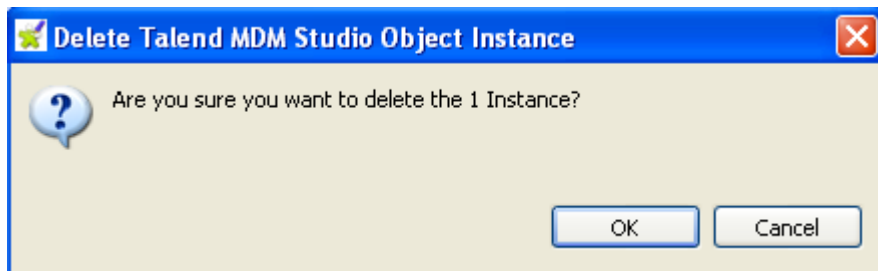 Delete Talend MDM Studio Object Instance
Are you sure you want to delete the 1 Instance?
OK Cancel